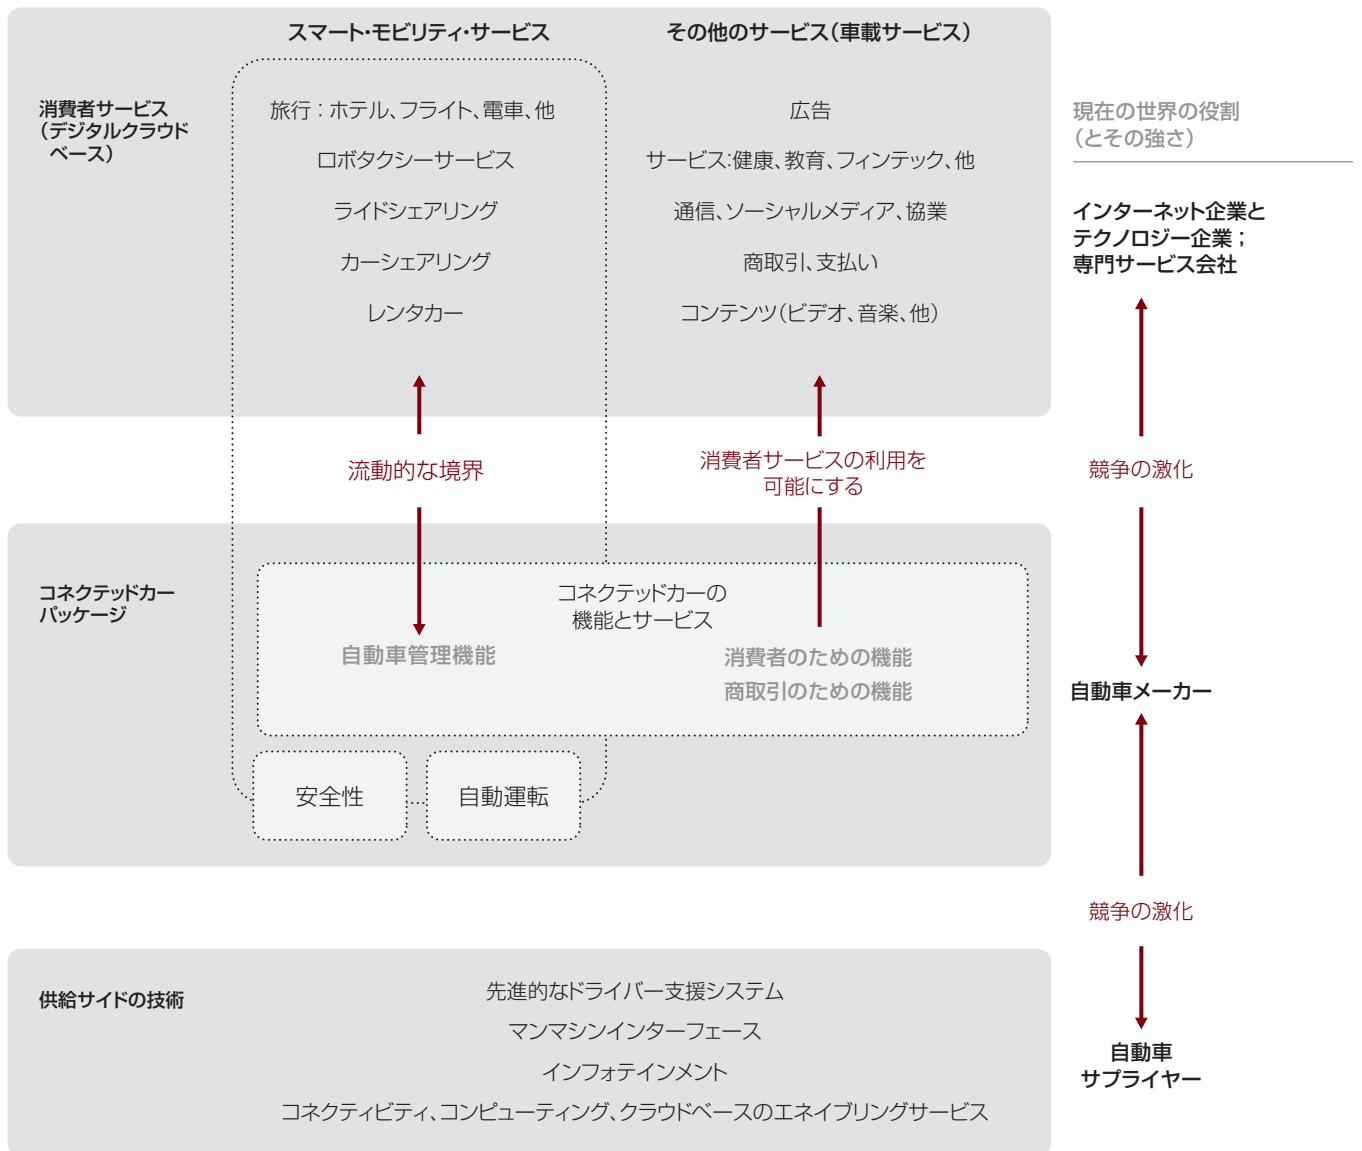 スマート・モビリティ・サービス
その他のサービス（車載サービス）
消費者サービス
（デジタルクラウド
ベース）
旅行：ホテル、フライト、電車、他
ロボタクシーサービス
ライドシェアリング
カーシェアリング
レンタカー
広告
サービス:健康、教育、フィンテック、他
通信、ソーシャルメディア、協業
商取引、支払い
コンテンツ（ビデオ、音楽、他）
現在の世界の役割
（とその強さ）
インターネット企業と
テクノロジー企業；
専門サービス会社
流動的な境界
消費者サービスの利用を
可能にする
競争の激化
コネクテッドカー
パッケージ
コネクテッドカーの
機能とサービス
自動車管理機能
消費者のための機能
商取引のための機能
安全性
自動運転
自動車メーカー
競争の激化
供給サイドの技術
先進的なドライバー支援システム
マンマシンインターフェース
インフォテインメント
コネクティビティ、コンピューティング、クラウドベースのエネイブリングサービス
自動車
サプライヤー